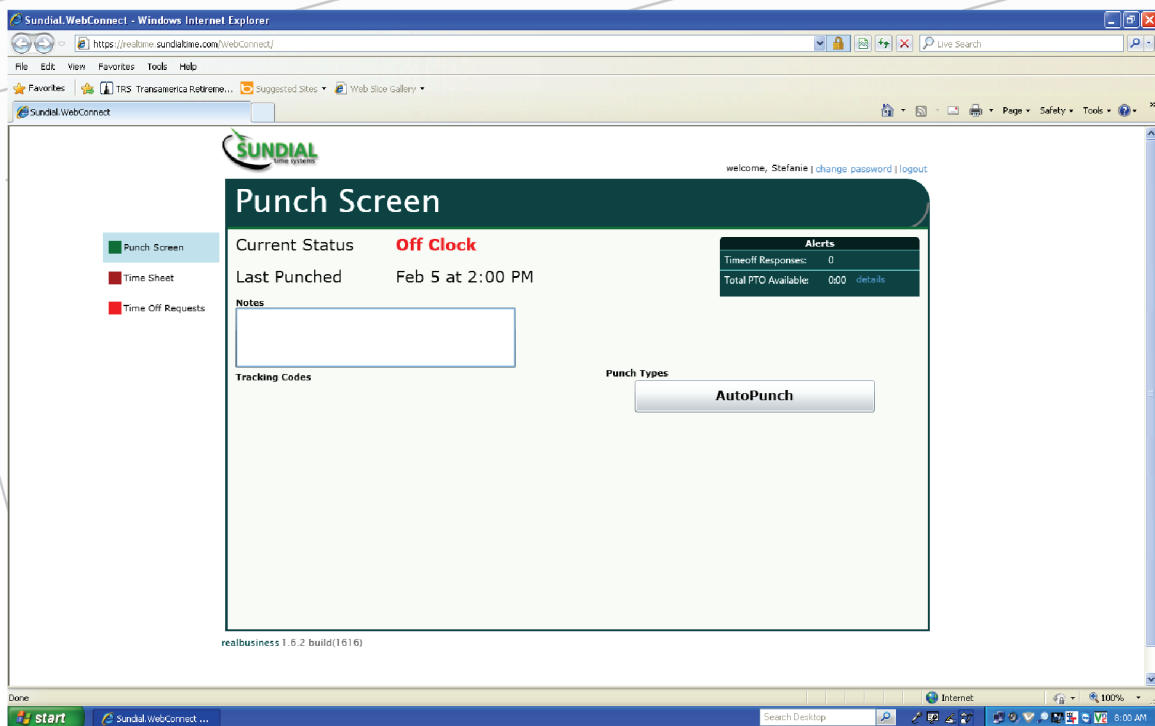 Sundial.WebConnect - Windows Internet Explorer
https://realtime.sundialtime.com/WebConnect/
Live Search
File Edit View Favorites Tools Help
Favorites TRS Transamerica Retireme... Suggested Sites Web Slice Gallery
Sundial.WebConnect
Page Safety Tools
SUNDIAL
time systems
welcome, Stefanie | change password | logout
Punch Screen
Punch Screen
Time Sheet
Time Off Requests
Current Status Off Clock
Last Punched Feb 5 at 2:00 PM
Alerts
Timeoff Responses: 0
Total PTO Available: 0:00 details
Notes
Tracking Codes
Punch Types
AutoPunch
realbusiness 1.6.2 build(1616)
Done Internet 100%
start Sundial.WebConnect ... Search Desktop 8:00 AM